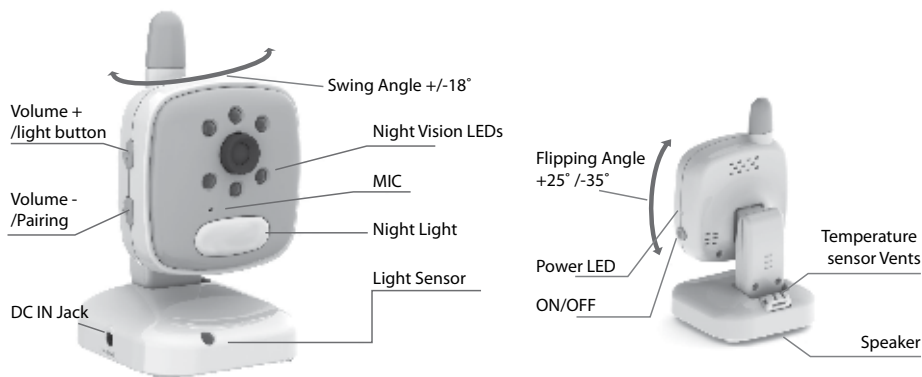 Swing Angle +/-18˚
Volume +
/light button
Night Vision LEDs
MIC
Volume -
/Pairing
Night Light
Light Sensor
DC IN Jack
Flipping Angle
+25˚ /-35˚
Power LED
ON/OFF
Temperature
sensor Vents
Speaker